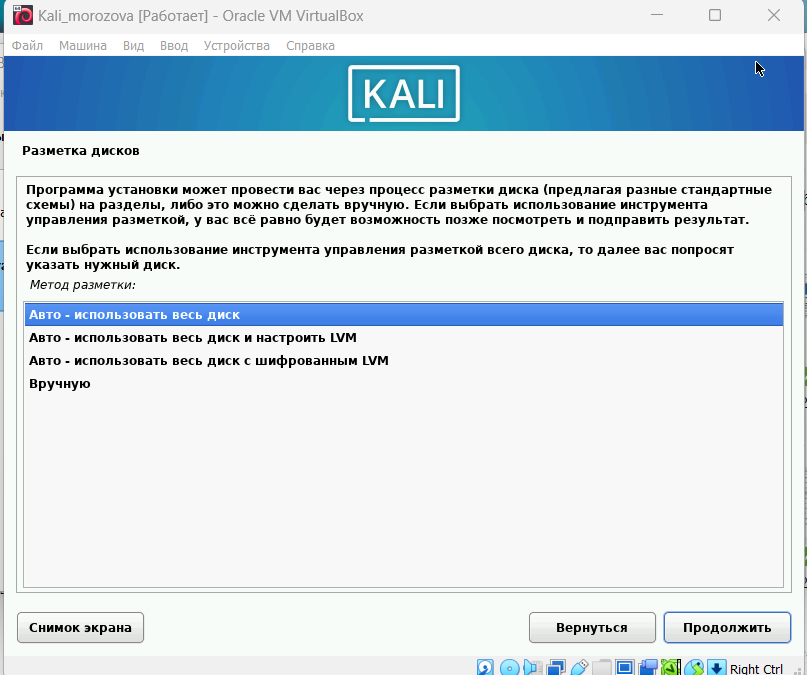 Kali_morozova [Работает] - Oracle VM VirtualBox
Файл Машина Вид Ввод Устройства Справка
KALI
Разметка дисков
Программа установки может провести вас через процесс разметки диска (предлагая разные стандартные
схемы) на разделы, либо это можно сделать вручную. Если выбрать использование инструмента
управления разметкой, у вас всё равно будет возможность позже посмотреть и подправить результат.
Если выбрать использование инструмента управления разметкой всего диска, то далее вас попросят
указать нужный диск.
Метод разметки:
Авто - использовать весь диск
Авто - использовать весь диск и настроить LVM
Авто - использовать весь диск с шифрованным LVM
Вручную
Снимок экрана Вернуться Продолжить
Right Ctrl